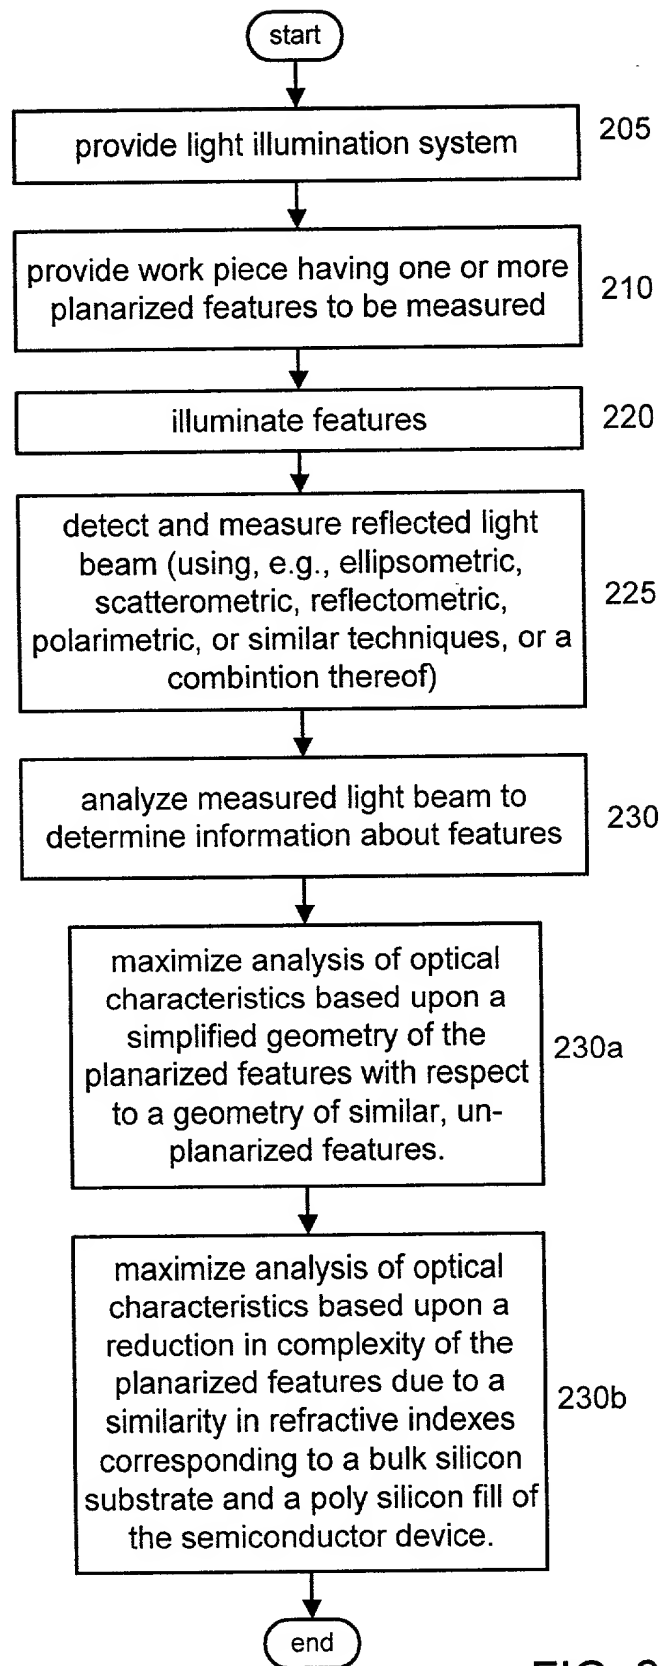 start
provide light illumination system
205
provide work piece having one or more
planarized features to be measured
210
illuminate features
220
detect and measure reflected light
beam (using, e.g., ellipsometric,
scatterometric, reflectometric,
polarimetric, or similar techniques, or a
combintion thereof)
225
analyze measured light beam to
determine information about features
230
maximize analysis of optical
characteristics based upon a
simplified geometry of the
planarized features with respect
to a geometry of similar, un-
planarized features.
230a
maximize analysis of optical
characteristics based upon a
reduction in complexity of the
planarized features due to a
similarity in refractive indexes
corresponding to a bulk silicon
substrate and a poly silicon fill of
the semiconductor device.
230b
end
FIG.